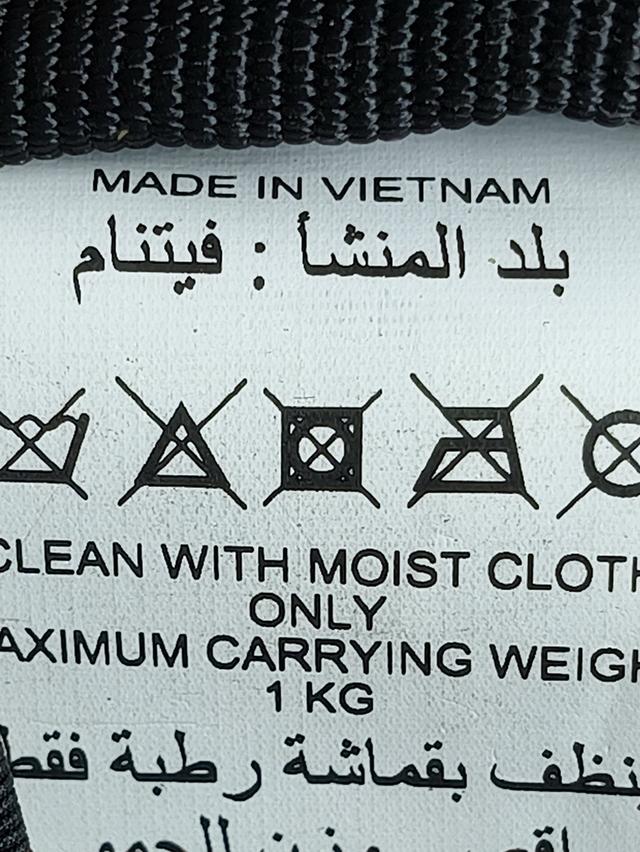 MADE IN VIETNAM
بلد المنشأ : فيتنام
CLEAN WITH MOIST CLOTH
ONLY
AXIMUM CARRYING WEIGH
1 KG
ينظف بقماشة رطبة فقط